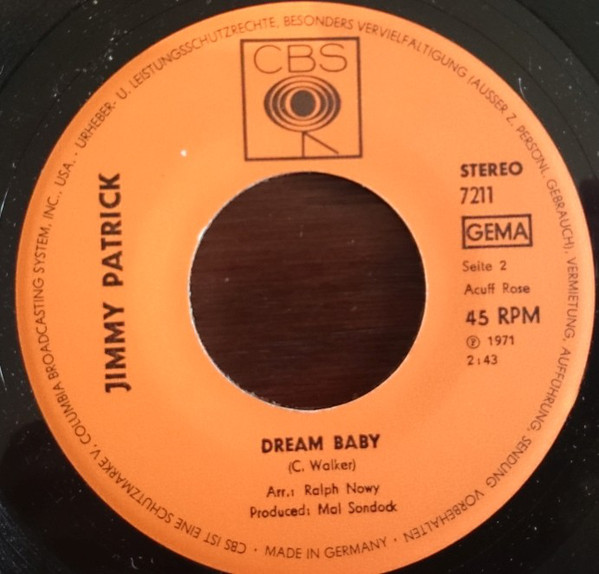 URHEBER- U. LEISTUNGSSCHUTZRECHTE, BESONDERS VERVIELFÄLTIGUNG (AUSSER Z. PERSÖNL. GEBRAUCH), VERMIETUNG, AUFFÜHRUNG, SENDUNG VORBEHALTEN
CBS
STEREO
7211
GEMA
Seite 2
Acuff Rose
45 RPM
Ⓟ 1971
2:43
JIMMY PATRICK
DREAM BABY
(C. Walker)
Arr.: Ralph Nowy
Produced: Mal Sondock
· MADE IN GERMANY ·
CBS IST EINE SCHUTZMARKE V. COLUMBIA BROADCASTING SYSTEM, INC., USA. -